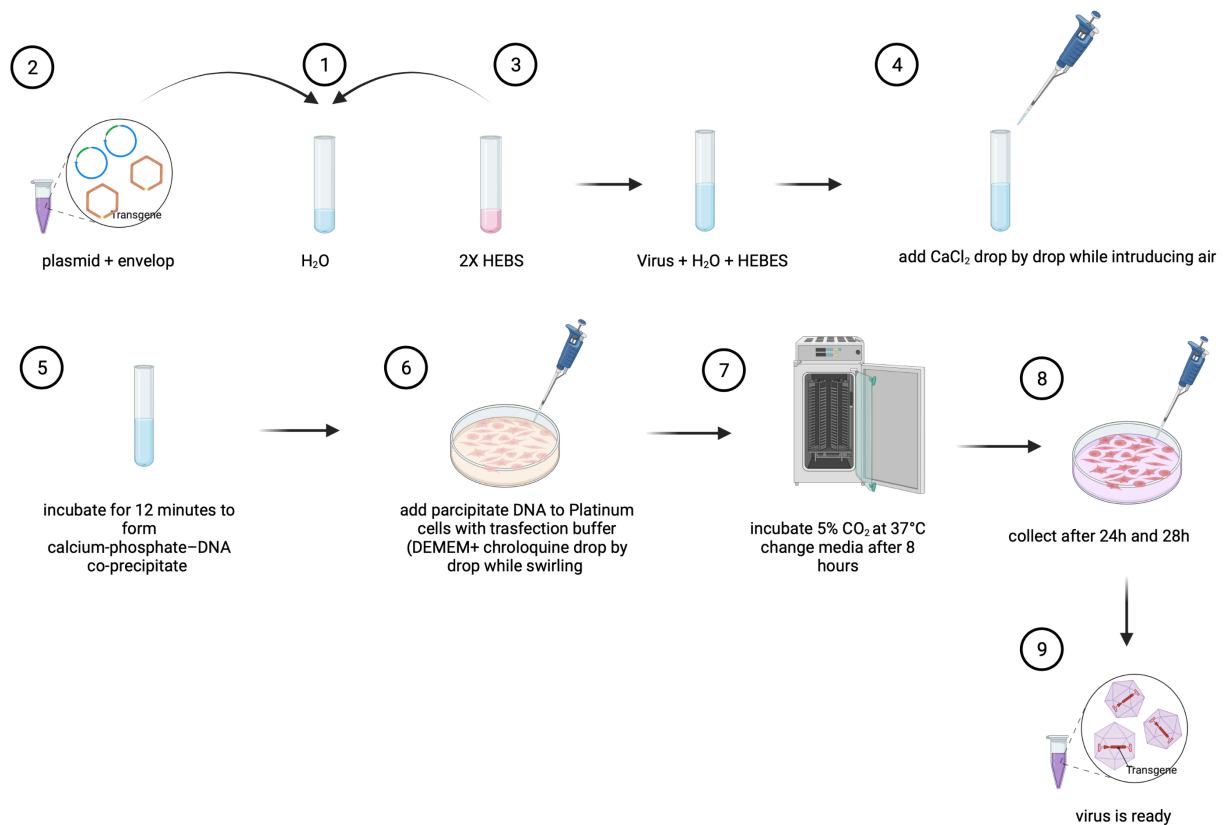 2
1
3
4
Transgene
plasmid + envelop
H₂O
2X HEBS
Virus + H₂O + HEBES
add CaCl₂ drop by drop while intruducing air
5
6
7
8
incubate for 12 minutes to
form
calcium-phosphate–DNA
co-precipitate
add parcipitate DNA to Platinum
cells with trasfection buffer
(DEMEM+ chroloquine drop by
drop while swirling
incubate 5% CO₂ at 37°C
change media after 8
hours
collect after 24h and 28h
9
Transgene
virus is ready